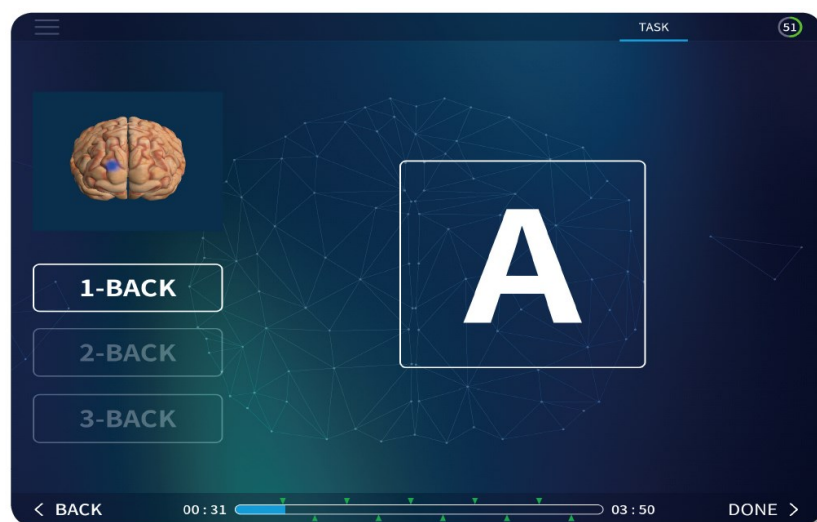 TASK
51
A
1-BACK
2-BACK
3-BACK
< BACK
00 : 31
03 : 50
DONE >